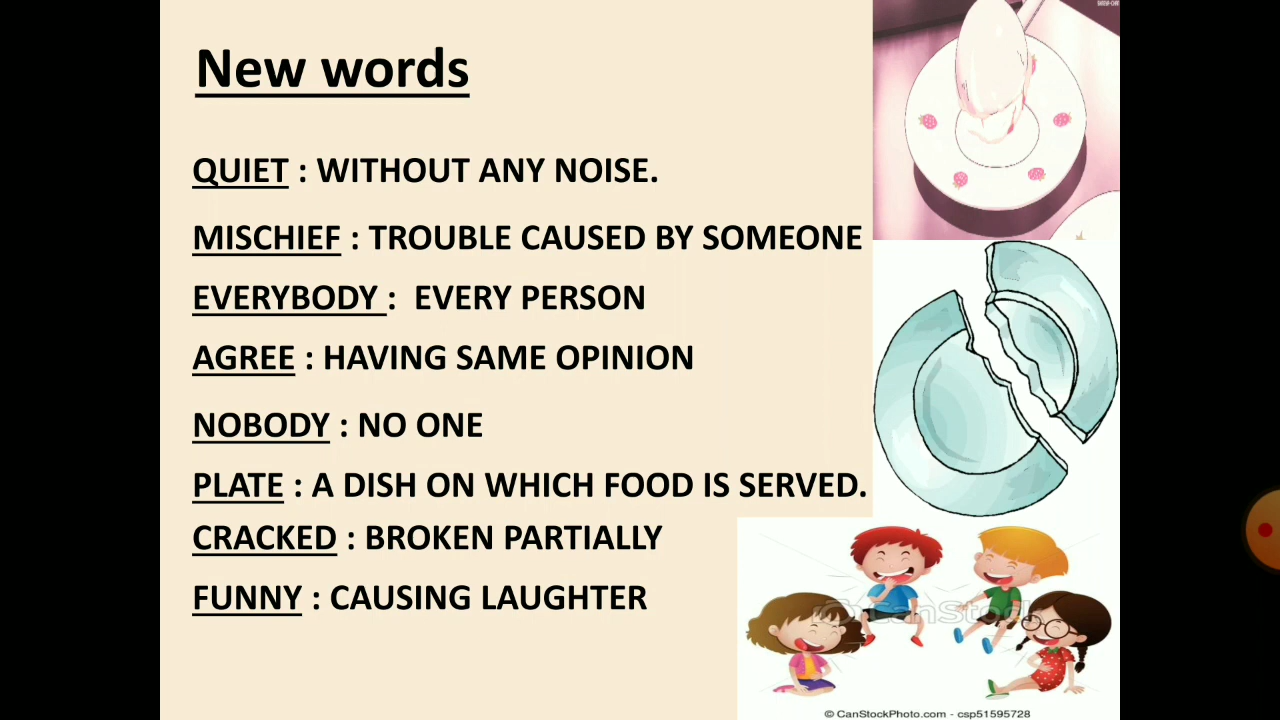 New words
QUIET : WITHOUT ANY NOISE.
MISCHIEF : TROUBLE CAUSED BY SOMEONE
EVERYBODY :  EVERY PERSON
AGREE : HAVING SAME OPINION
NOBODY : NO ONE
PLATE : A DISH ON WHICH FOOD IS SERVED.
CRACKED : BROKEN PARTIALLY
FUNNY : CAUSING LAUGHTER
CanStock
© CanStockPhoto.com - csp51595728